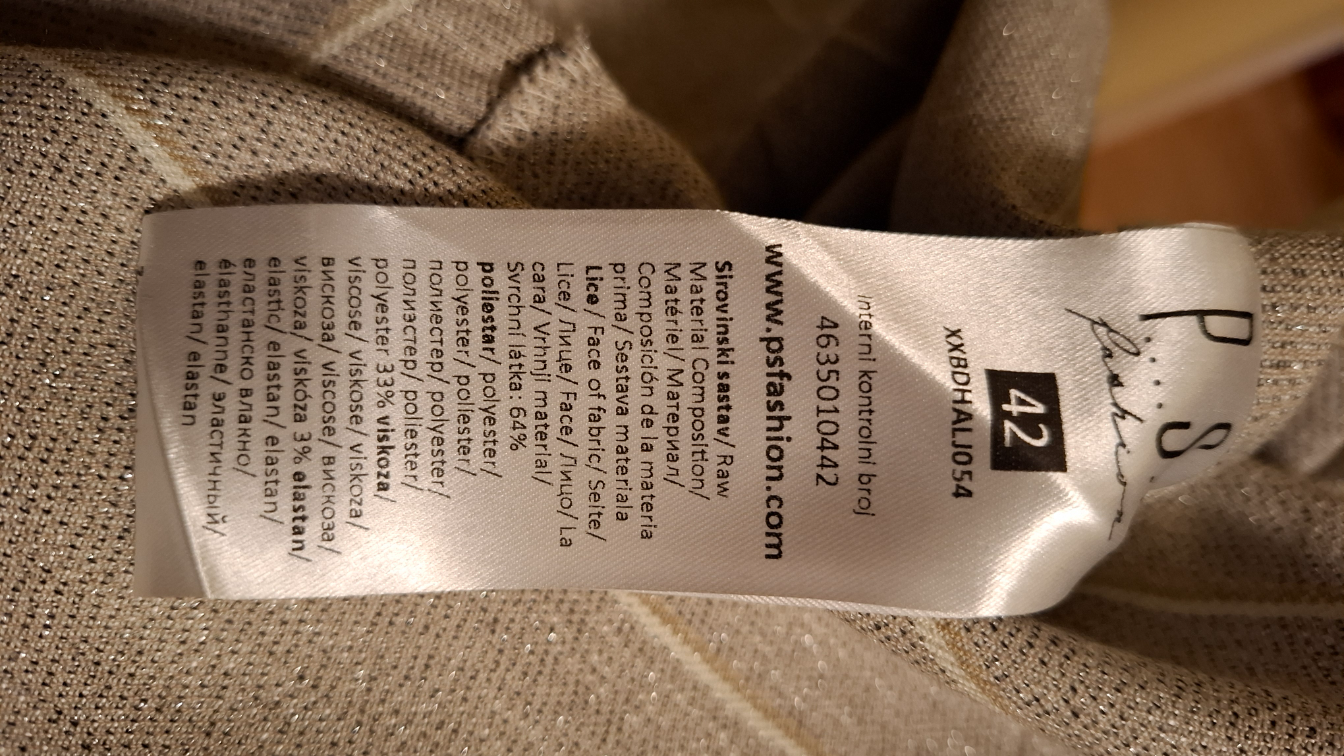 P....S...
fashion
42
XXBDHALJ054
interni kontrolni broj
4635010442
www.psfashion.com
Sirovinski sastav/ Raw
Material Composition/
Matériel/ Материал/
Composición de la materia
prima/ Sestava materiala
Lice/ Face of fabric/ Seite/
Lice/ Лице/ Face/ Лицо/ La
cara/ Vrhnji material/
Svrchní látka: 64%
poliestar/ polyester/
polyester/ poliester/
полиестер/ polyester/
полиэстер/ poliester/
polyester 33% viskoza/
viscose/ viskose/ viskoza/
вискоза/ viscose/ вискоза/
viskoza/ viskóza 3% elastan/
elastic/ elastan/ elastan/
еластанско влакно/
élasthanne/ эластичный/
elastan/ elastan